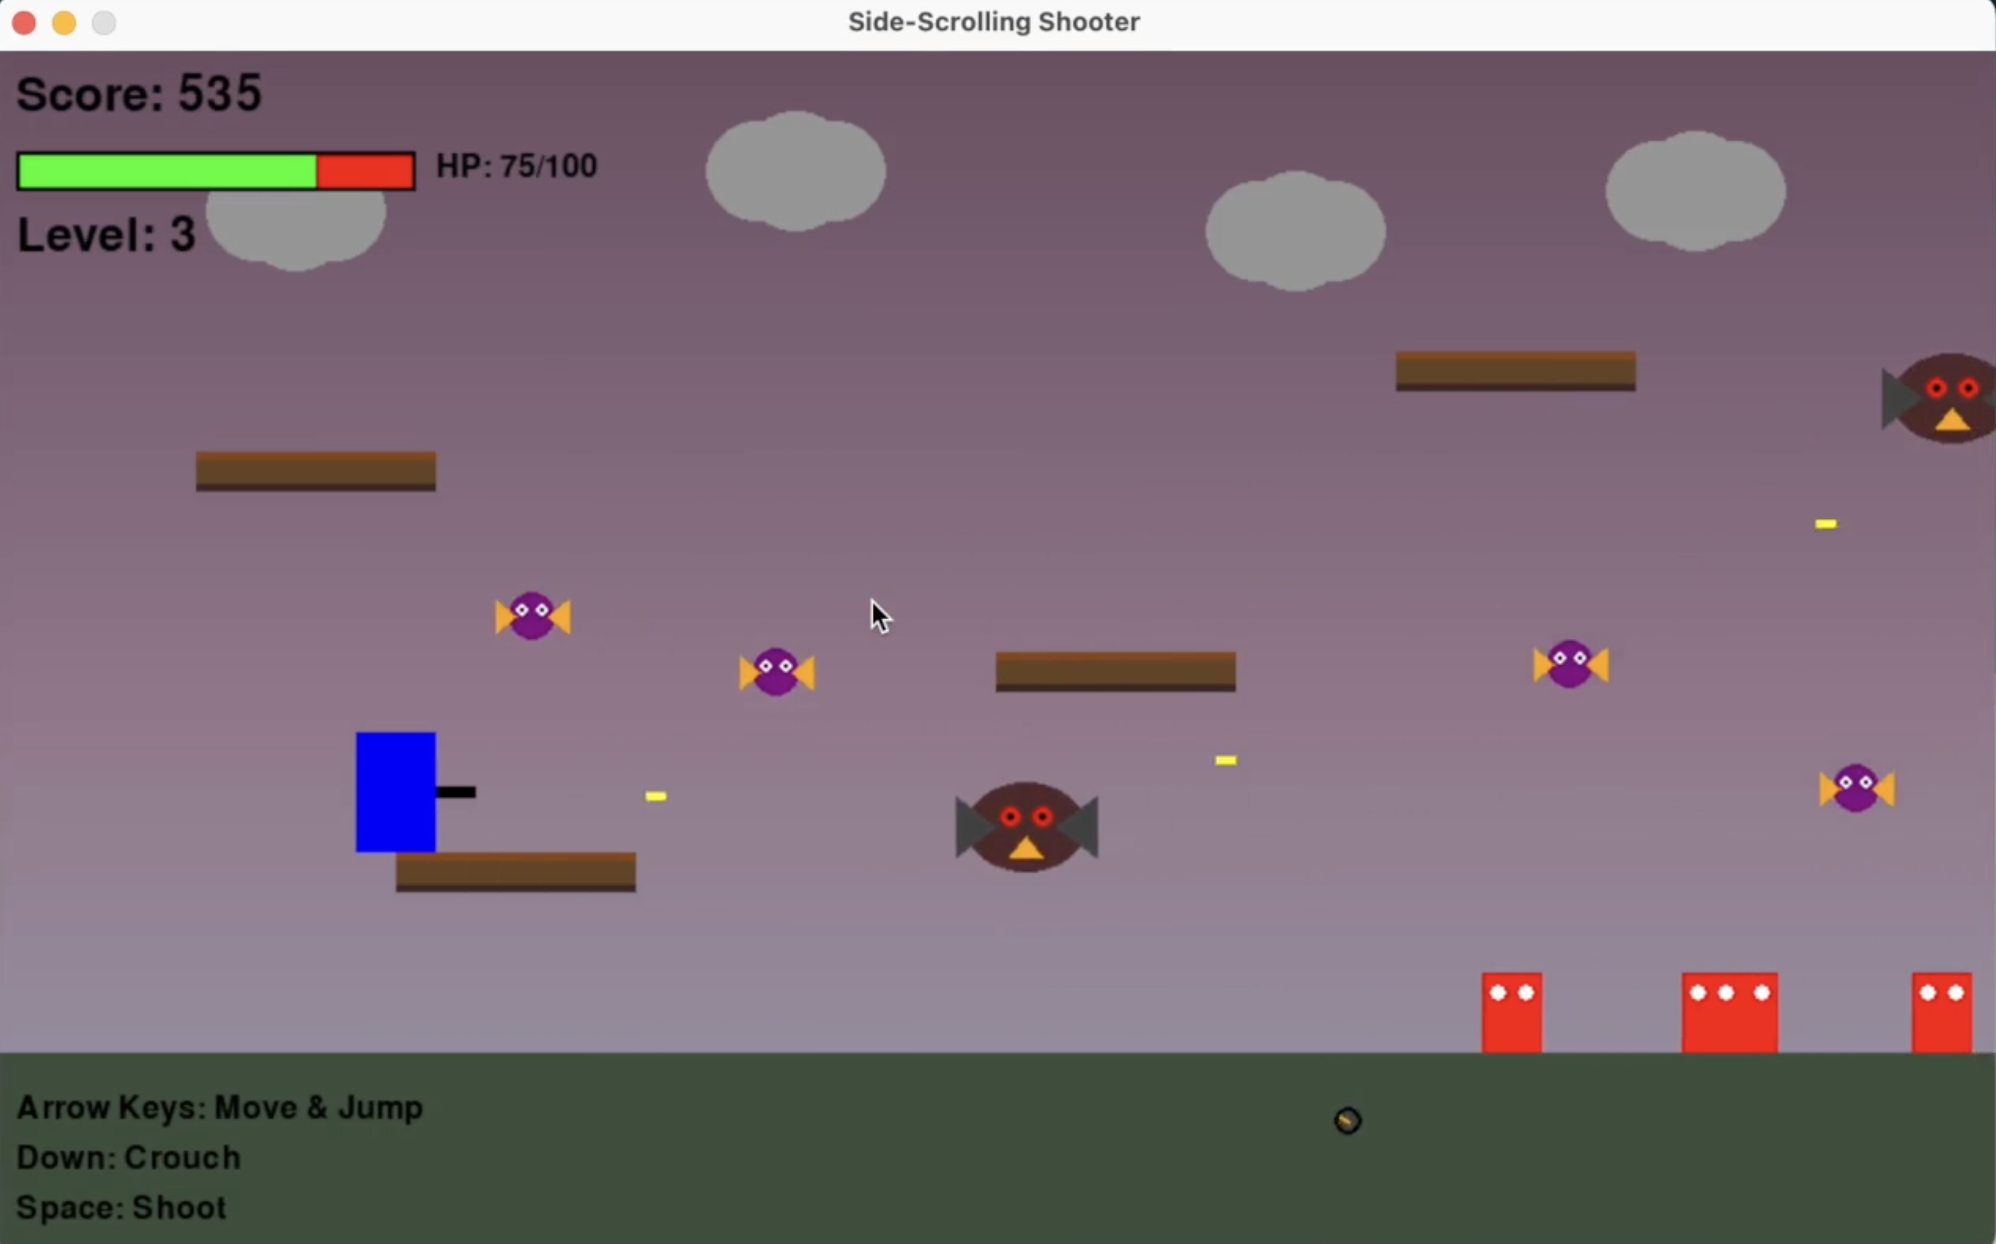 Side-Scrolling Shooter
Score: 535
HP: 75/100
Level: 3
Arrow Keys: Move & Jump
Down: Crouch
Space: Shoot